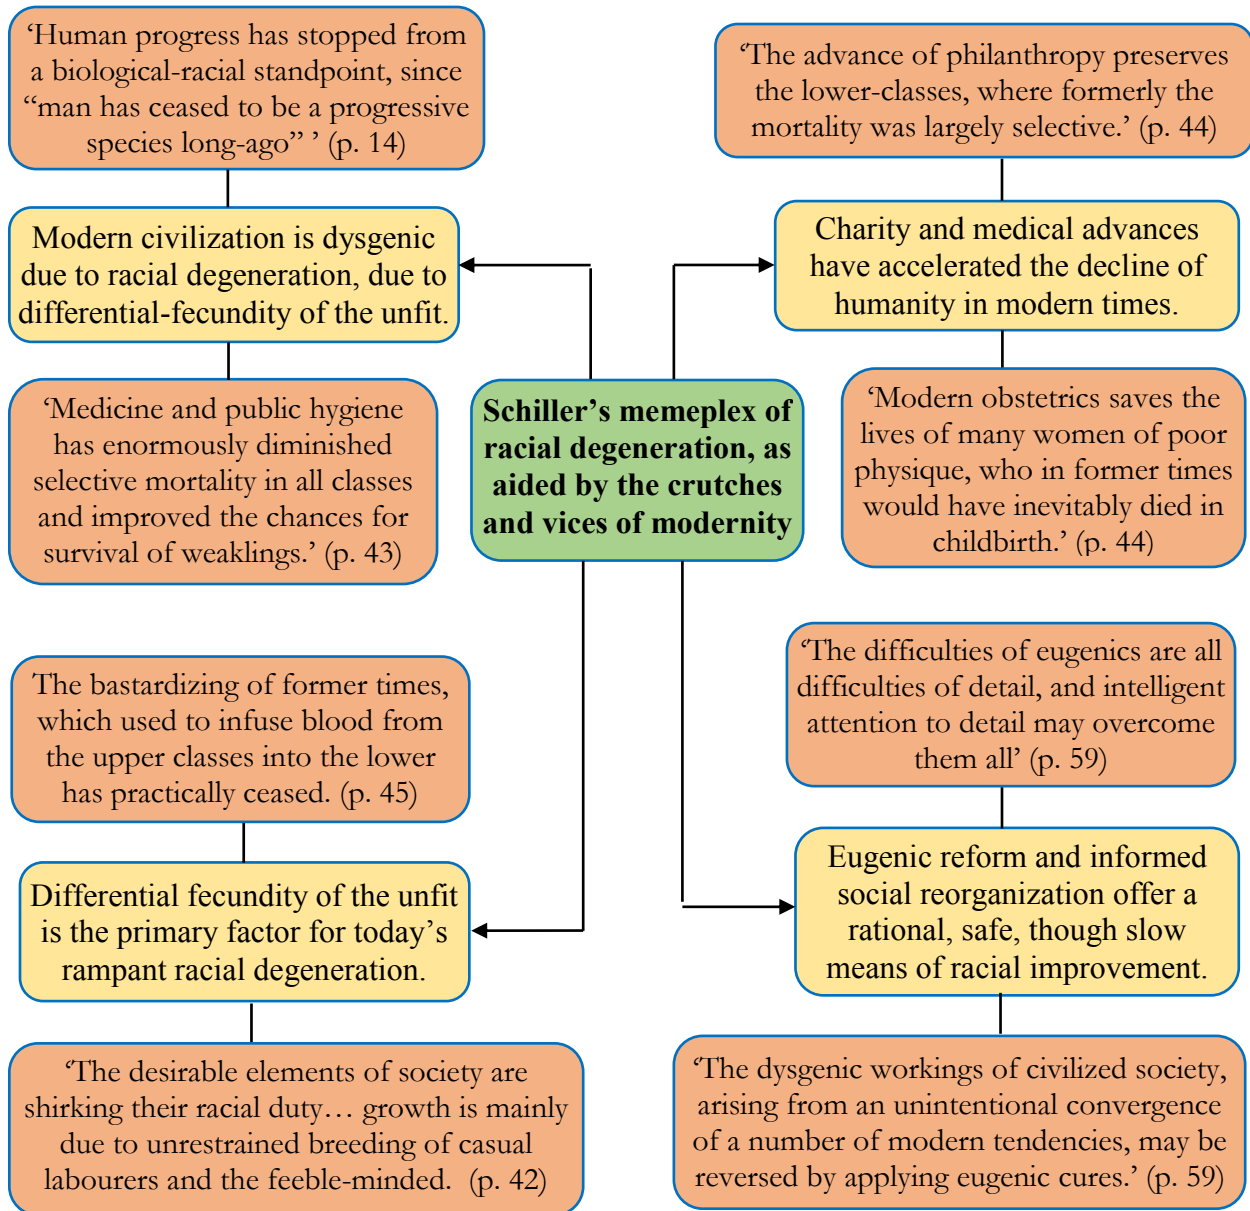 ‘Human progress has stopped from
a biological-racial standpoint, since
“man has ceased to be a progressive
species long-ago” ’ (p. 14)
‘The advance of philanthropy preserves
the lower-classes, where formerly the
mortality was largely selective.’ (p. 44)
Modern civilization is dysgenic
due to racial degeneration, due to
differential-fecundity of the unfit.
Charity and medical advances
have accelerated the decline of
humanity in modern times.
‘Medicine and public hygiene
has enormously diminished
selective mortality in all classes
and improved the chances for
survival of weaklings.’ (p. 43)
Schiller’s memeplex of
racial degeneration, as
aided by the crutches
and vices of modernity
‘Modern obstetrics saves the
lives of many women of poor
physique, who in former times
would have inevitably died in
childbirth.’ (p. 44)
The bastardizing of former times,
which used to infuse blood from
the upper classes into the lower
has practically ceased. (p. 45)
‘The difficulties of eugenics are all
difficulties of detail, and intelligent
attention to detail may overcome
them all’ (p. 59)
Differential fecundity of the unfit
is the primary factor for today’s
rampant racial degeneration.
Eugenic reform and informed
social reorganization offer a
rational, safe, though slow
means of racial improvement.
‘The desirable elements of society are
shirking their racial duty… growth is mainly
due to unrestrained breeding of casual
labourers and the feeble-minded. (p. 42)
‘The dysgenic workings of civilized society,
arising from an unintentional convergence
of a number of modern tendencies, may be
reversed by applying eugenic cures.’ (p. 59)